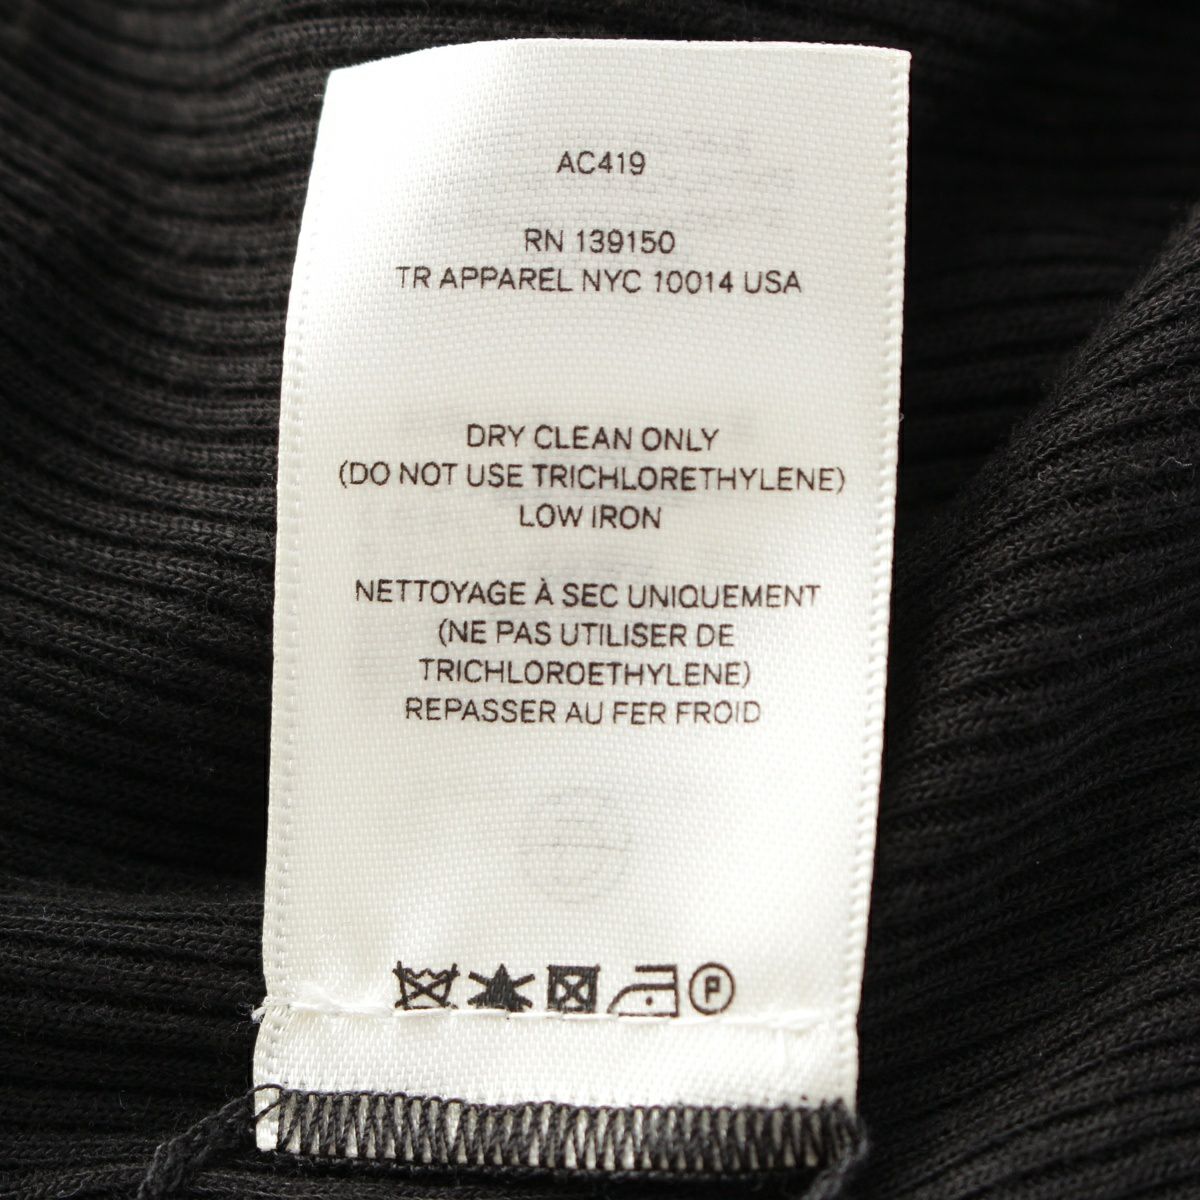 AC419
RN 139150
TR APPAREL NYC 10014 USA
DRY CLEAN ONLY
(DO NOT USE TRICHLORETHYLENE)
LOW IRON
NETTOYAGE À SEC UNIQUEMENT
(NE PAS UTILISER DE
TRICHLOROETHYLENE)
REPASSER AU FER FROID
P